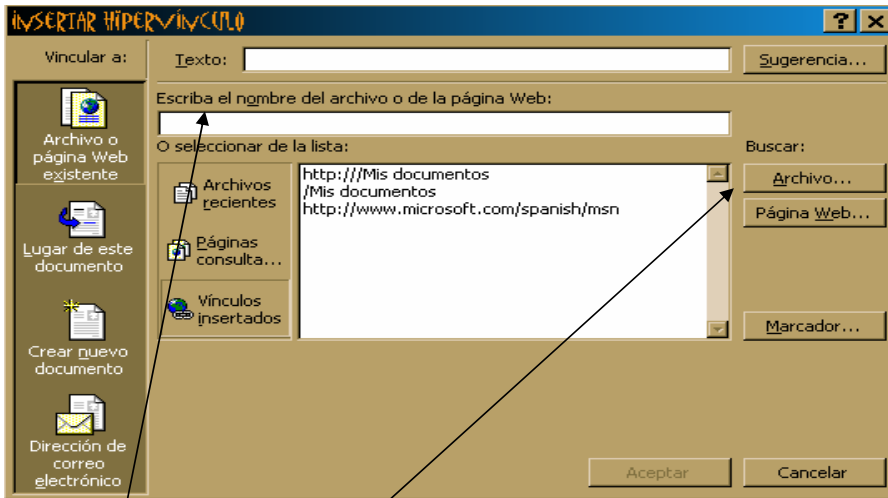 INSERTAR HIPERVÍNCULO
? ×
Vincular a:
Texto:
Sugerencia...
Archivo o
página Web
existente
Escriba el nombre del archivo o de la página Web:
O seleccionar de la lista:
Buscar:
Archivos
recientes
Páginas
consulta...
Vínculos
insertados
http:///Mis documentos
/Mis documentos
http://www.microsoft.com/spanish/msn
Archivo...
Página Web...
Marcador...
Lugar de este
documento
Crear nuevo
documento
Dirección de
correo
electrónico
Aceptar
Cancelar